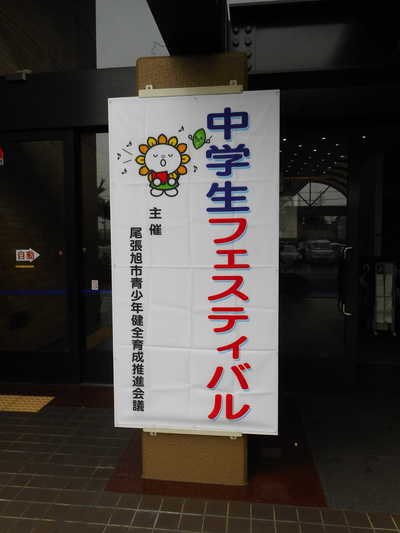 中学生フェスティバル
主催
尾張旭市青少年健全育成推進会議
自動